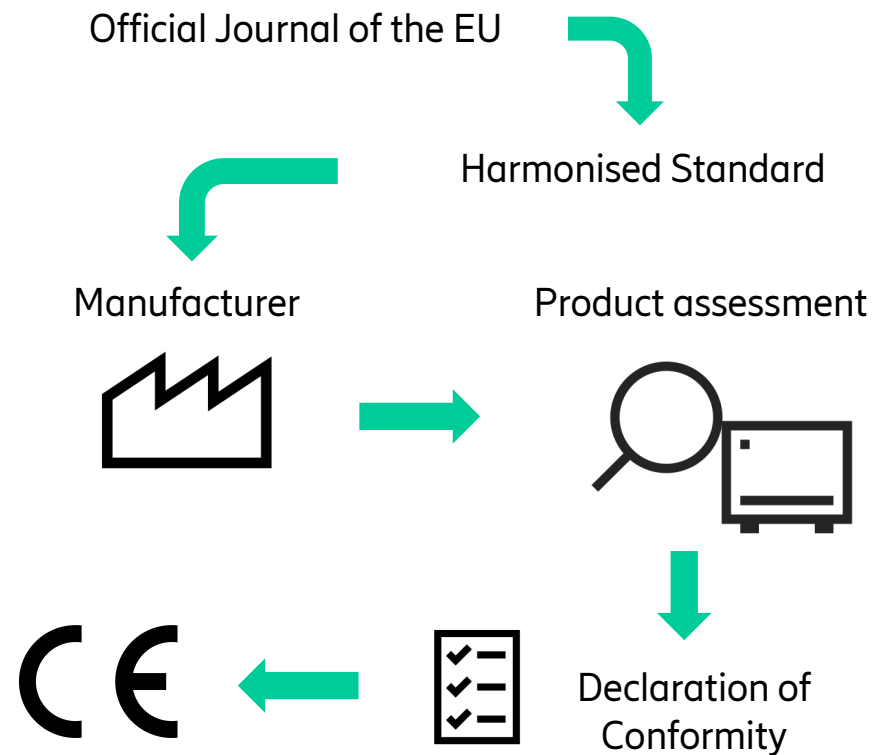 Official Journal of the EU
Harmonised Standard
Manufacturer
Product assessment
Declaration of
Conformity
CE